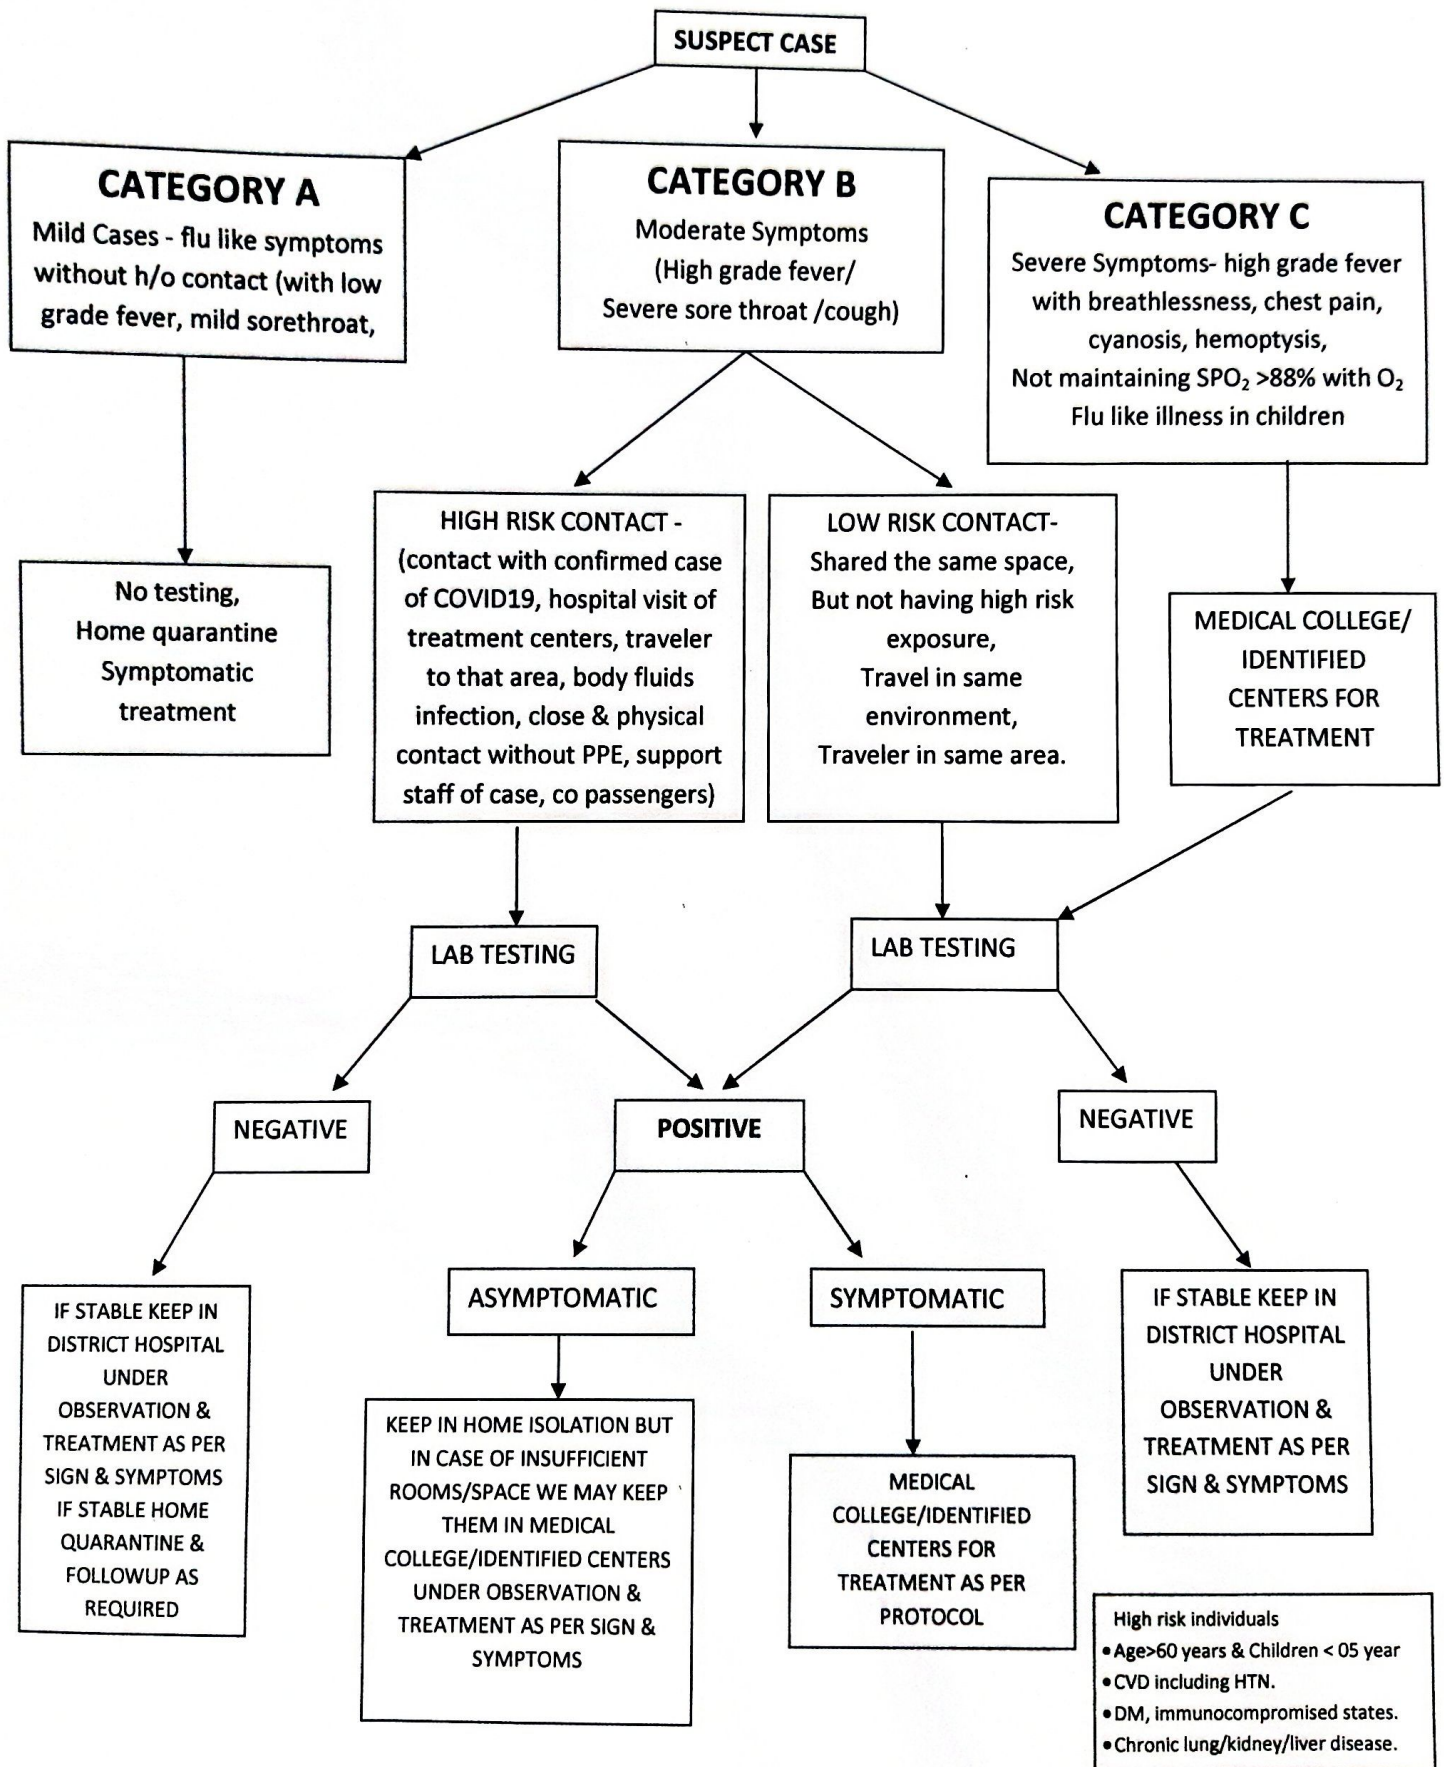 SUSPECT CASE
CATEGORY A
Mild Cases - flu like symptoms
without h/o contact (with low
grade fever, mild sorethroat,
CATEGORY B
Moderate Symptoms
(High grade fever/
Severe sore throat /cough)
CATEGORY C
Severe Symptoms- high grade fever
with breathlessness, chest pain,
cyanosis, hemoptysis,
Not maintaining SPO₂ >88% with O₂
Flu like illness in children
No testing,
Home quarantine
Symptomatic
treatment
HIGH RISK CONTACT -
(contact with confirmed case
of COVID19, hospital visit of
treatment centers, traveler
to that area, body fluids
infection, close & physical
contact without PPE, support
staff of case, co passengers)
LOW RISK CONTACT-
Shared the same space,
But not having high risk
exposure,
Travel in same
environment,
Traveler in same area.
MEDICAL COLLEGE/
IDENTIFIED
CENTERS FOR
TREATMENT
LAB TESTING
LAB TESTING
NEGATIVE
POSITIVE
NEGATIVE
IF STABLE KEEP IN
DISTRICT HOSPITAL
UNDER
OBSERVATION &
TREATMENT AS PER
SIGN & SYMPTOMS
IF STABLE HOME
QUARANTINE &
FOLLOWUP AS
REQUIRED
ASYMPTOMATIC
KEEP IN HOME ISOLATION BUT
IN CASE OF INSUFFICIENT
ROOMS/SPACE WE MAY KEEP
THEM IN MEDICAL
COLLEGE/IDENTIFIED CENTERS
UNDER OBSERVATION &
TREATMENT AS PER SIGN &
SYMPTOMS
SYMPTOMATIC
MEDICAL
COLLEGE/IDENTIFIED
CENTERS FOR
TREATMENT AS PER
PROTOCOL
IF STABLE KEEP IN
DISTRICT HOSPITAL
UNDER
OBSERVATION &
TREATMENT AS PER
SIGN & SYMPTOMS
High risk individuals
•Age>60 years & Children < 05 year
•CVD including HTN.
•DM, immunocompromised states.
•Chronic lung/kidney/liver disease.